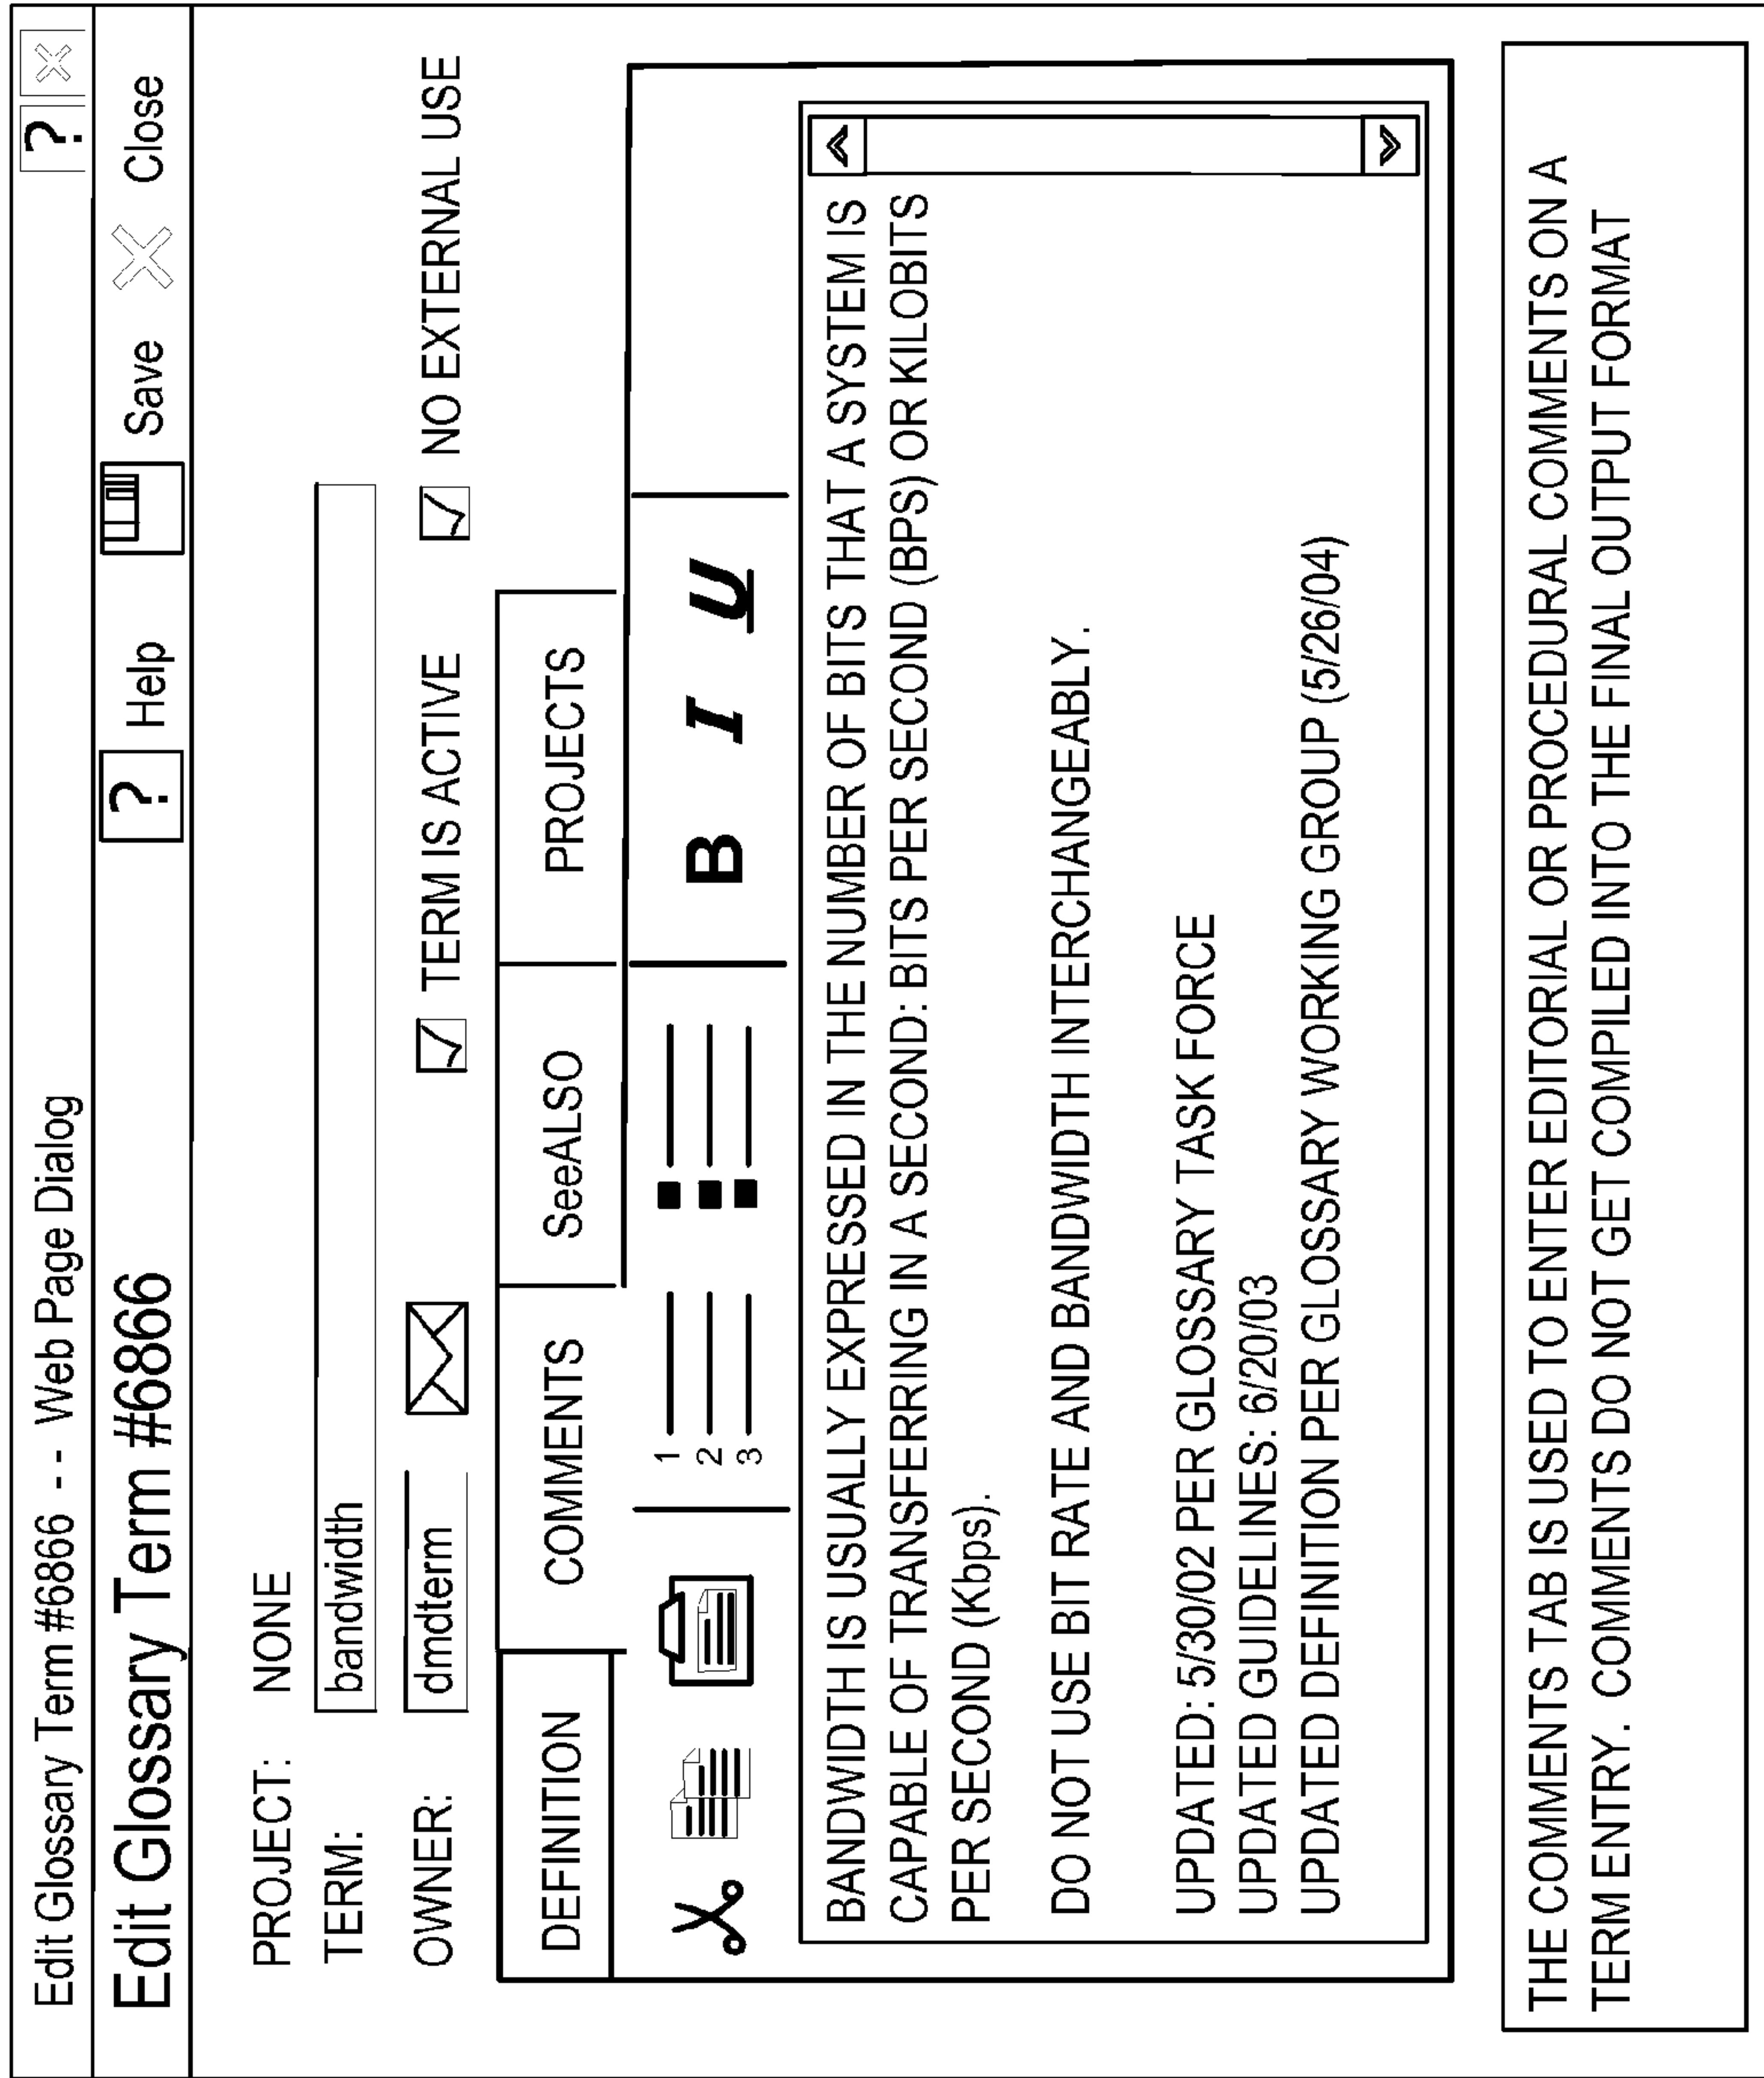 Edit Glossary Term #6866 - - Web Page Dialog ?
Edit Glossary Term #6866 ? Help Save Close
PROJECT: NONE
TERM: bandwidth
OWNER: dmdterm TERM IS ACTIVE NO EXTERNAL USE
DEFINITION COMMENTS SeeALSO PROJECTS
1
2
3
B I U
BANDWIDTH IS USUALLY EXPRESSED IN THE NUMBER OF BITS THAT A SYSTEM IS
CAPABLE OF TRANSFERRING IN A SECOND: BITS PER SECOND (BPS) OR KILOBITS
PER SECOND (Kbps).
DO NOT USE BIT RATE AND BANDWIDTH INTERCHANGEABLY.
UPDATED: 5/30/02 PER GLOSSARY TASK FORCE
UPDATED GUIDELINES: 6/20/03
UPDATED DEFINITION PER GLOSSARY WORKING GROUP (5/26/04)
THE COMMENTS TAB IS USED TO ENTER EDITORIAL OR PROCEDURAL COMMENTS ON A
TERM ENTRY. COMMENTS DO NOT GET COMPILED INTO THE FINAL OUTPUT FORMAT